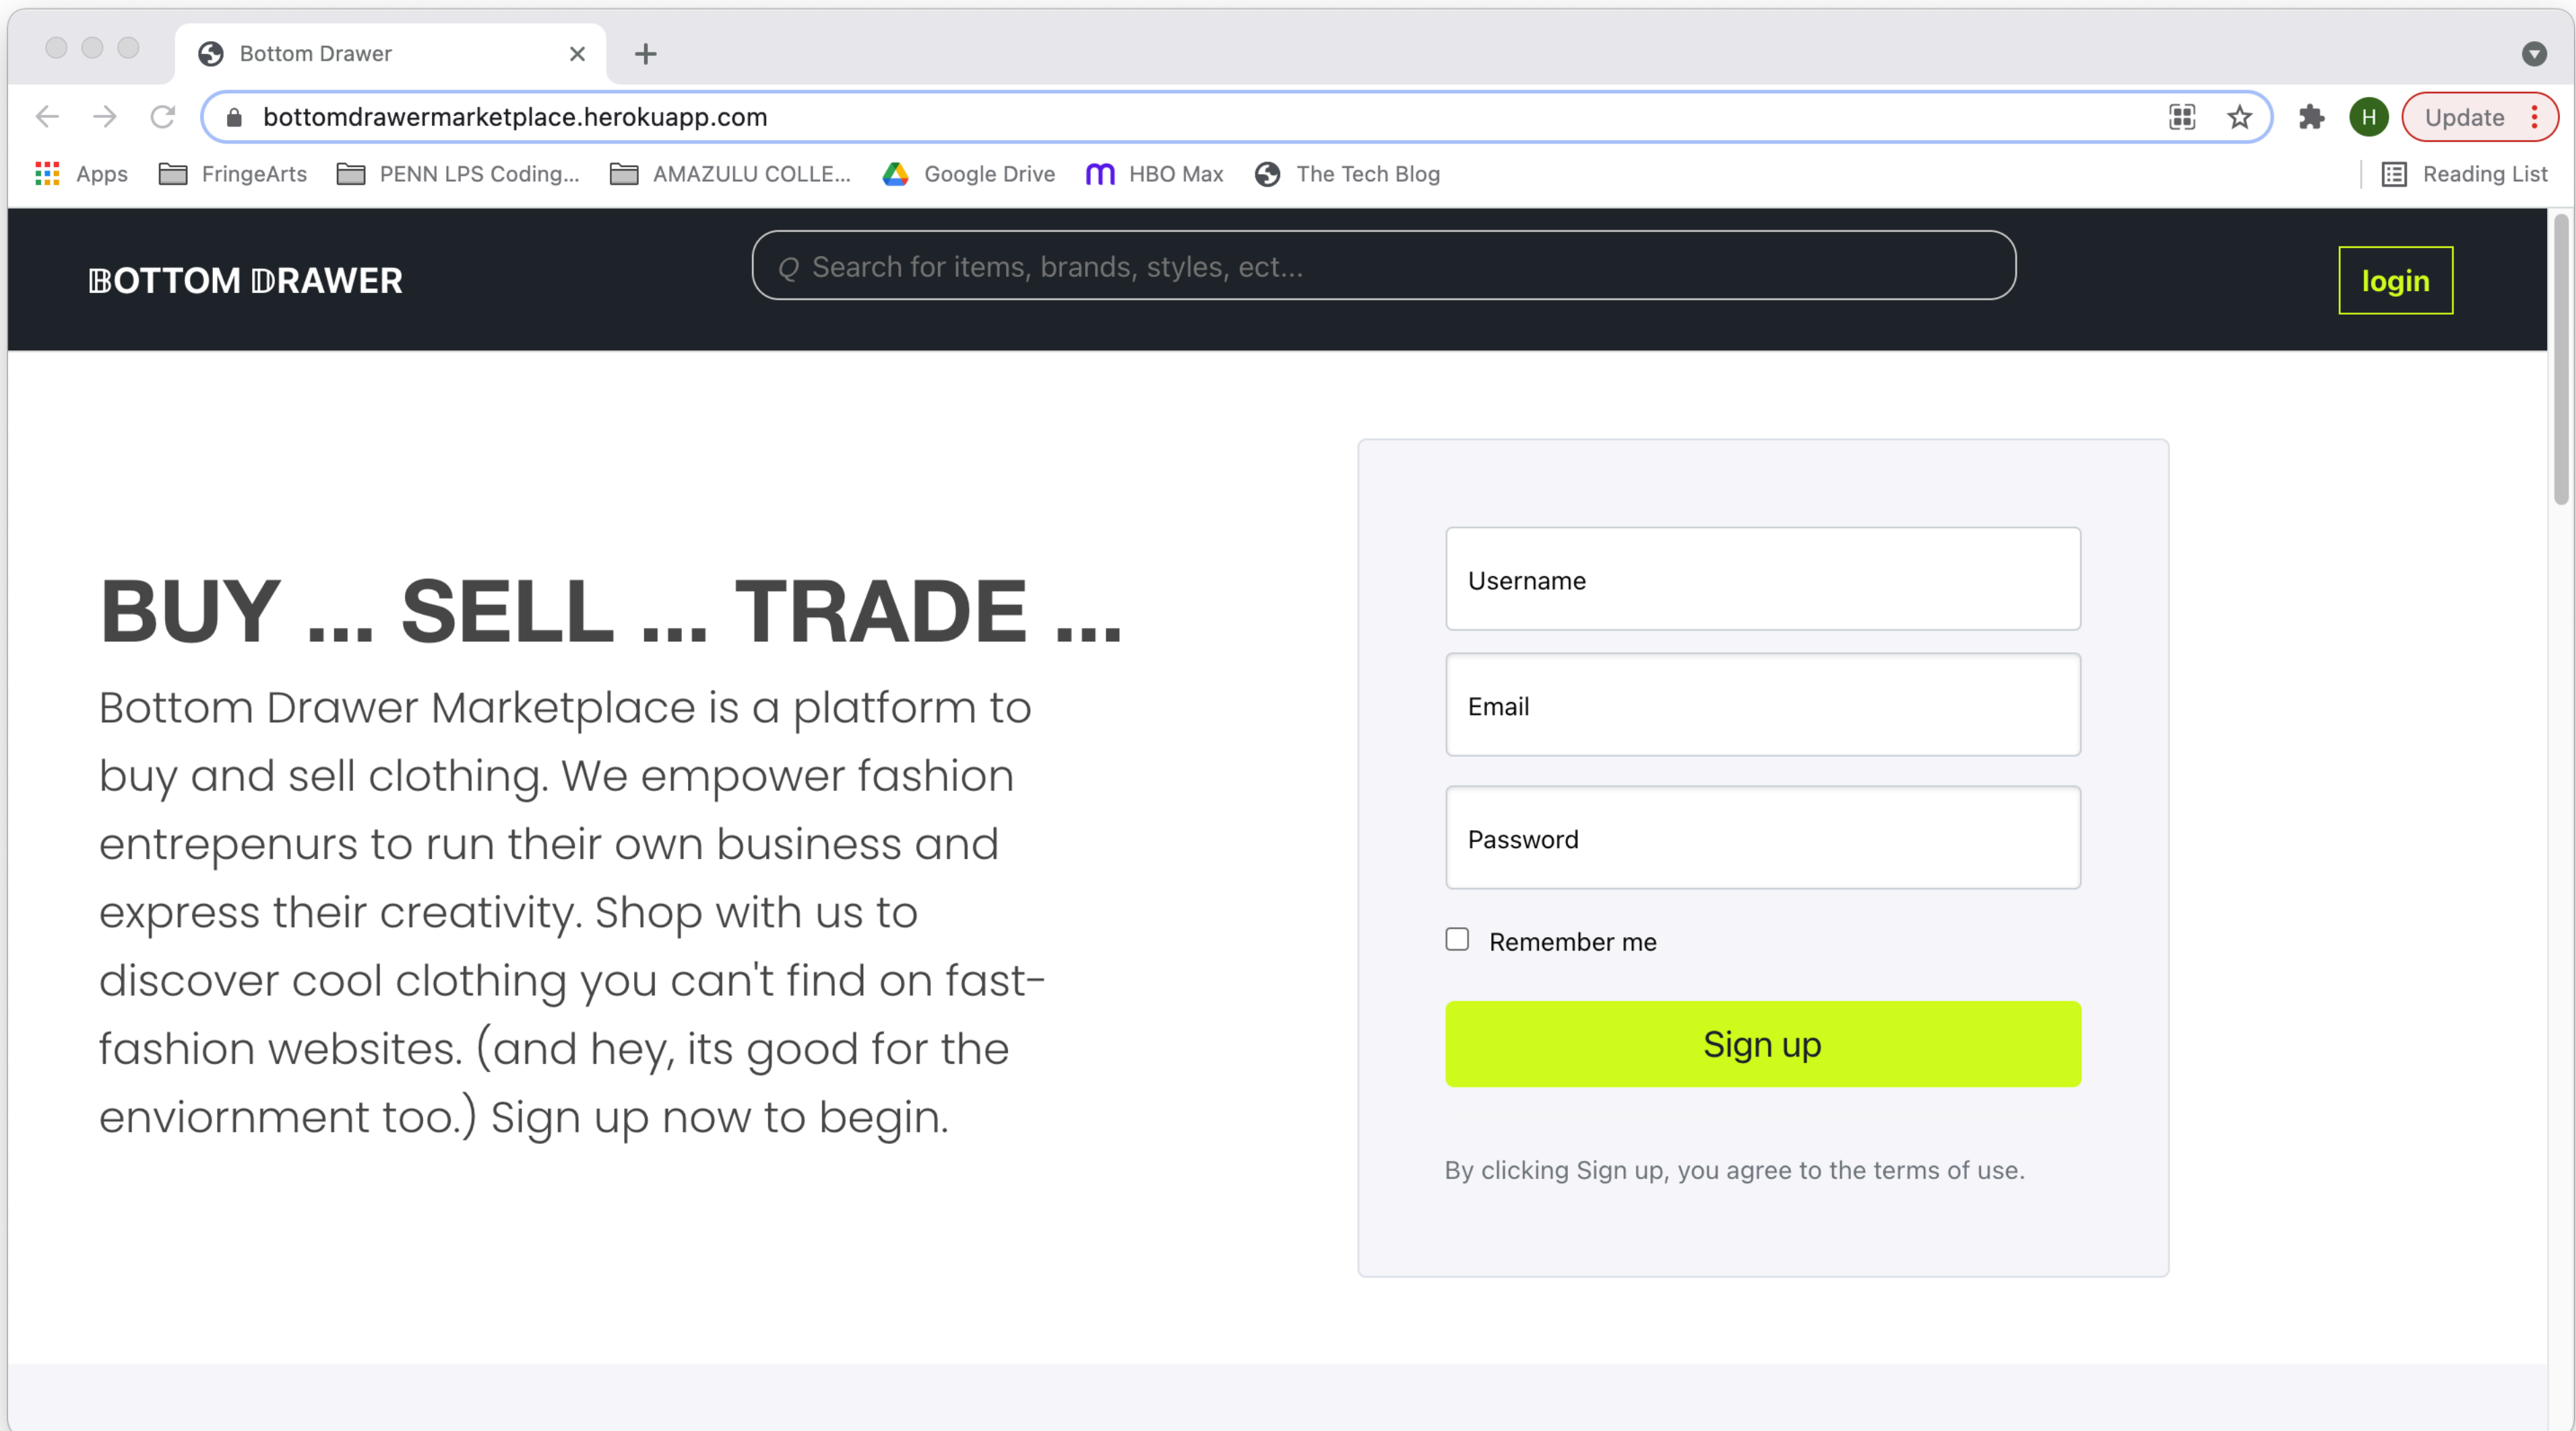 Bottom Drawer
bottomdrawermarketplace.herokuapp.com
H
Update
Apps
FringeArts
PENN LPS Coding...
AMAZULU COLLE...
Google Drive
HBO Max
The Tech Blog
Reading List
𝔹OTTOM 𝔻RAWER
Search for items, brands, styles, ect...
login
BUY ... SELL ... TRADE ...
Bottom Drawer Marketplace is a platform to
buy and sell clothing. We empower fashion
entrepenurs to run their own business and
express their creativity. Shop with us to
discover cool clothing you can't find on fast-
fashion websites. (and hey, its good for the
enviornment too.) Sign up now to begin.
Username
Email
Password
Remember me
Sign up
By clicking Sign up, you agree to the terms of use.